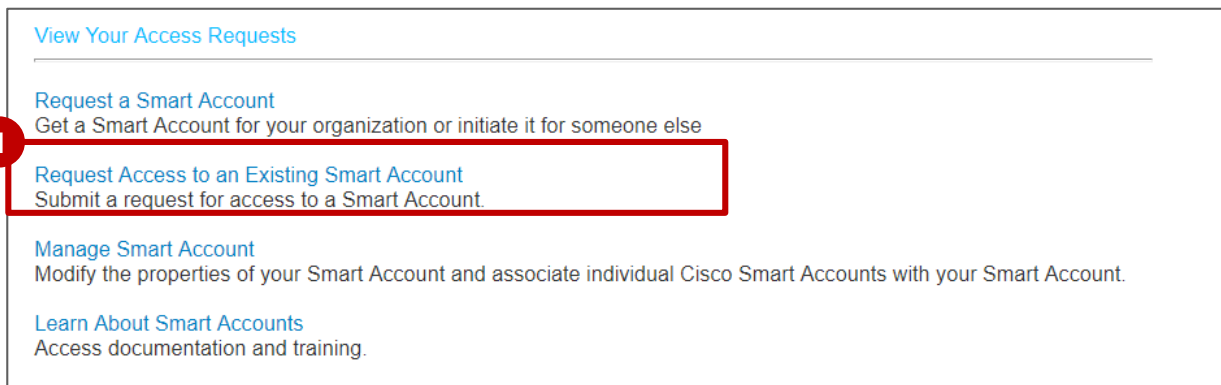 View Your Access Requests
Request a Smart Account
Get a Smart Account for your organization or initiate it for someone else
Request Access to an Existing Smart Account
Submit a request for access to a Smart Account.
Manage Smart Account
Modify the properties of your Smart Account and associate individual Cisco Smart Accounts with your Smart Account.
Learn About Smart Accounts
Access documentation and training.